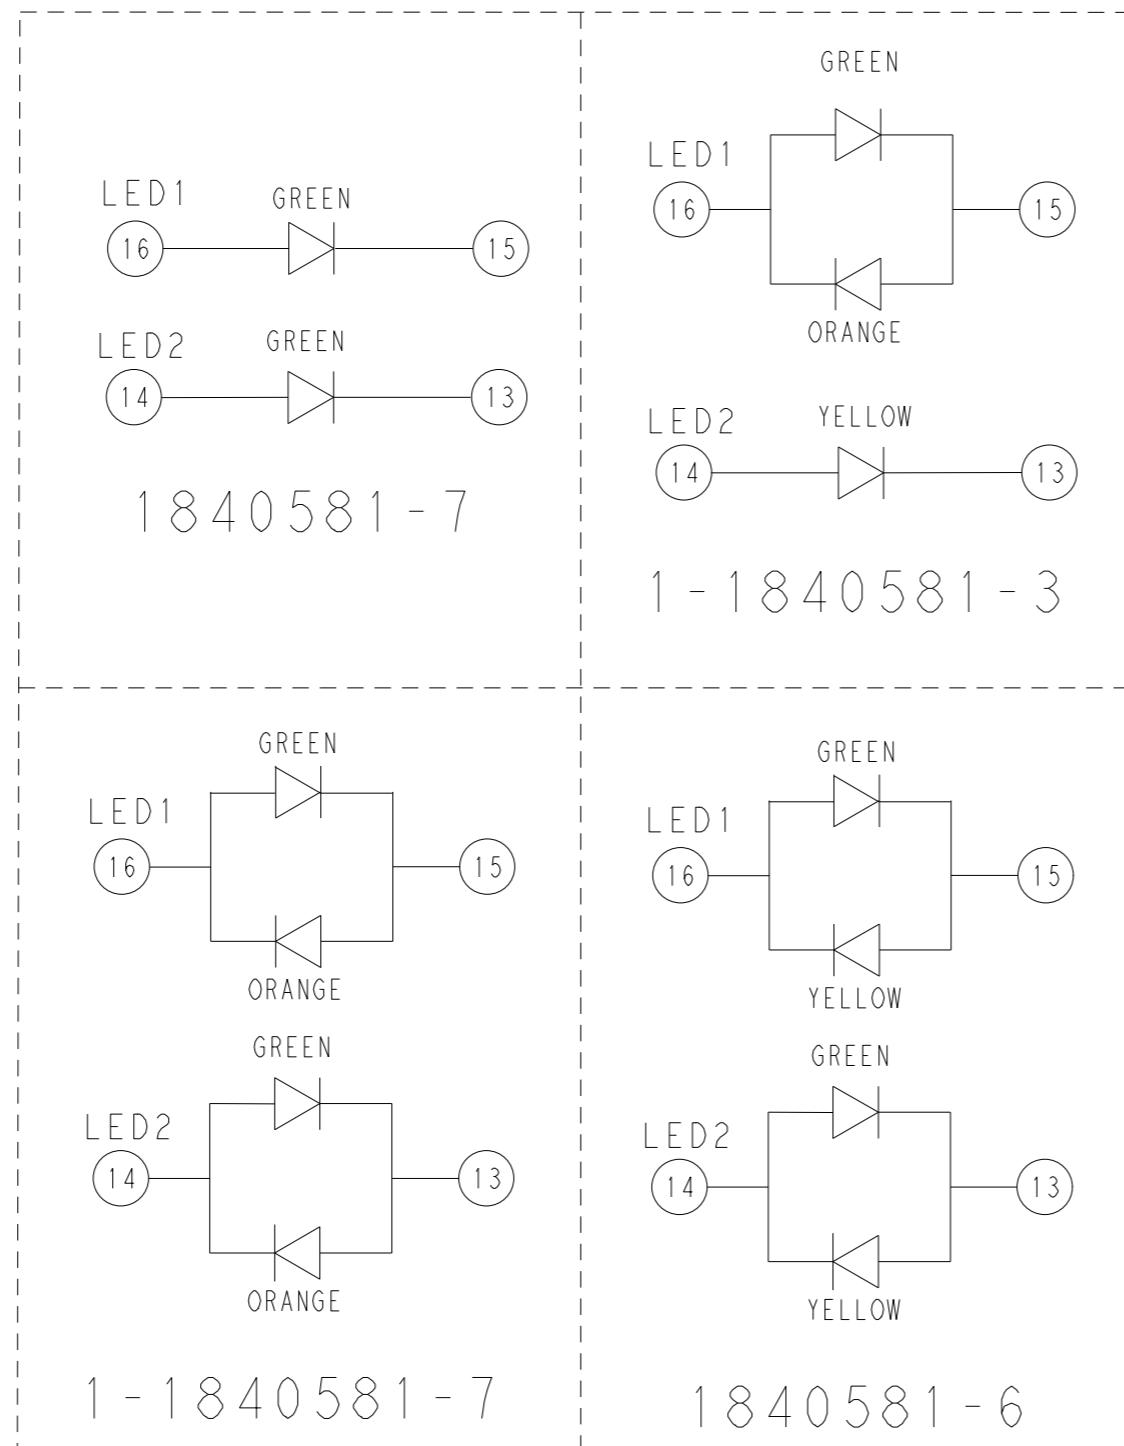 LED1
GREEN
16
15
LED2
GREEN
14
13
1840581-7
GREEN
LED1
16
15
ORANGE
LED2
YELLOW
14
13
1-1840581-3
GREEN
LED1
16
15
ORANGE
GREEN
LED2
14
13
ORANGE
1-1840581-7
GREEN
LED1
16
15
YELLOW
GREEN
LED2
14
13
YELLOW
1840581-6